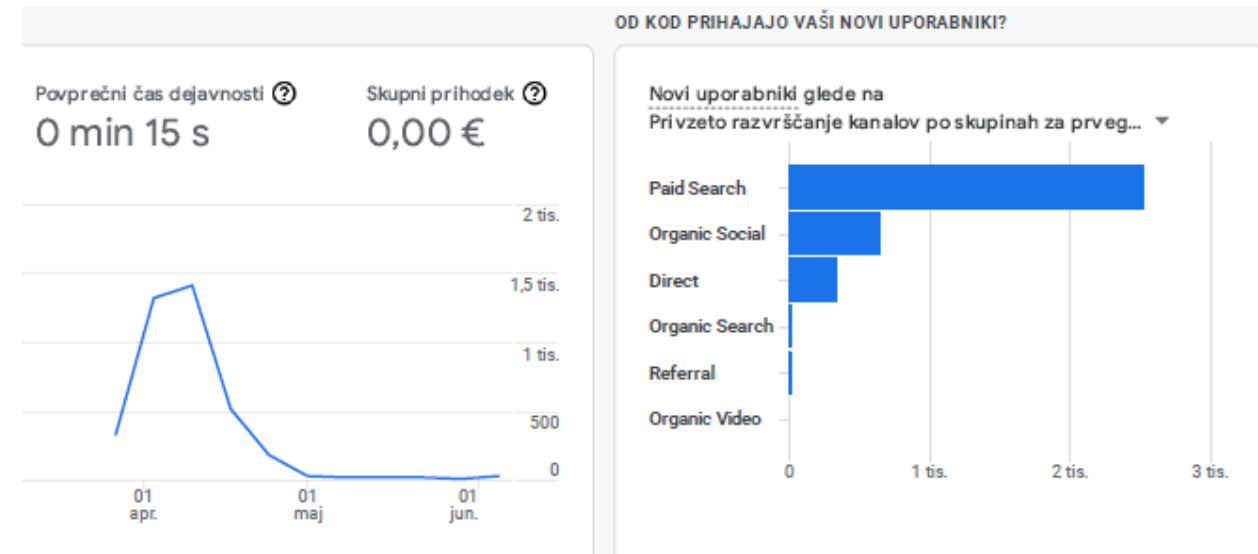 OD KOD PRIHAJAJO VAŠI NOVI UPORABNIKI?
Povprečni čas dejavnosti
0 min 15 s
Skupni prihodek
0,00 €
2 tis.
1,5 tis.
1 tis.
500
0
01
apr.
01
maj
01
jun.
Novi uporabniki glede na
Privzeto razvrščanje kanalov po skupinah za prveg...
Paid Search
Organic Social
Direct
Organic Search
Referral
Organic Video
0
1 tis.
2 tis.
3 tis.